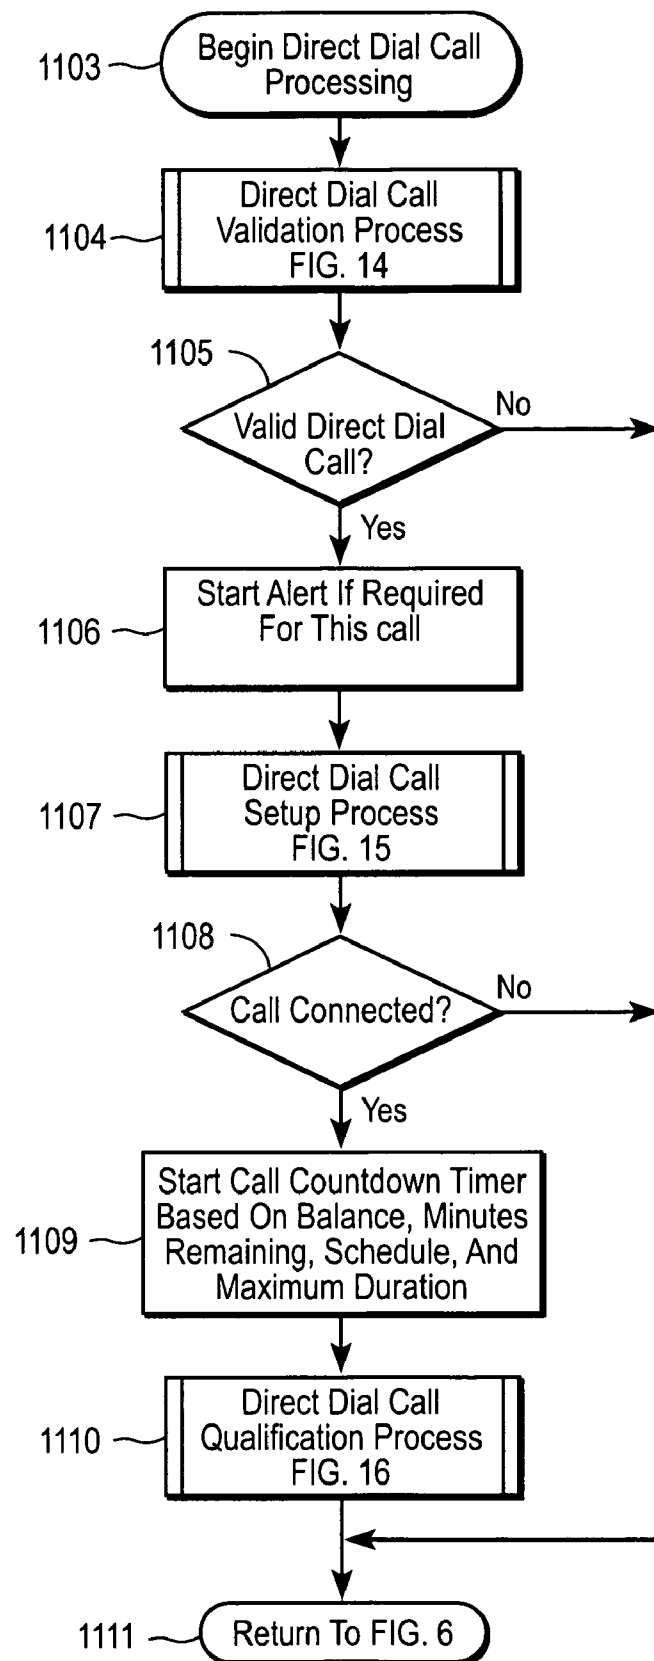 1103
Begin Direct Dial Call
Processing
1104
Direct Dial Call
Validation Process
FIG. 14
1105
Valid Direct Dial
Call?
No
Yes
1106
Start Alert If Required
For This call
1107
Direct Dial Call
Setup Process
FIG. 15
1108
Call Connected?
No
Yes
1109
Start Call Countdown Timer
Based On Balance, Minutes
Remaining, Schedule, And
Maximum Duration
1110
Direct Dial Call
Qualification Process
FIG. 16
1111
Return To FIG. 6